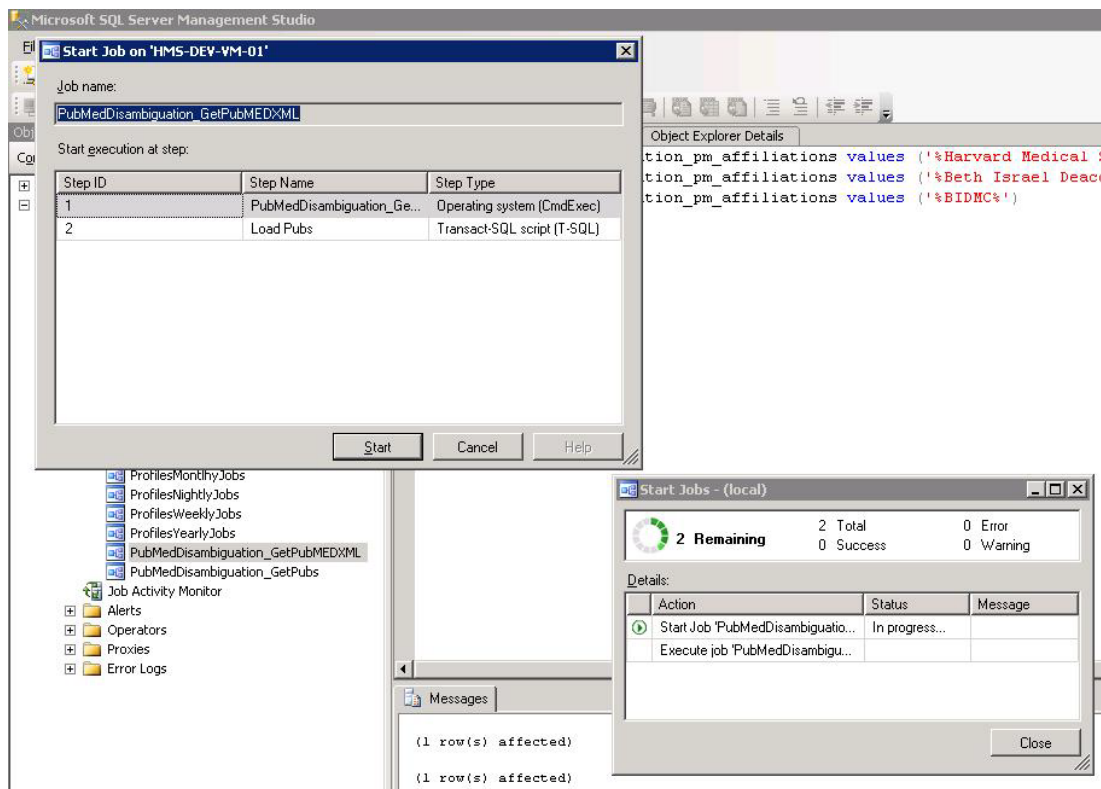 Microsoft SQL Server Management Studio
Start Job on 'HMS-DEV-VM-01'
Job name:
PubMedDisambiguation_GetPubMEDXML
Start execution at step:
Step ID Step Name Step Type
1 PubMedDisambiguation_Ge... Operating system (CmdExec)
2 Load Pubs Transact-SQL script (T-SQL)
Start Cancel Help
Object Explorer Details
tion_pm_affiliations values ('%Harvard Medical S
tion_pm_affiliations values ('%Beth Israel Deaco
tion_pm_affiliations values ('%BIDMC%')
ProfilesMontlhyJobs
ProfilesNightlyJobs
ProfilesWeeklyJobs
ProfilesYearlyJobs
PubMedDisambiguation_GetPubMEDXML
PubMedDisambiguation_GetPubs
Job Activity Monitor
Alerts
Operators
Proxies
Error Logs
Start Jobs - (local)
2 Remaining
2 Total 0 Error
0 Success 0 Warning
Details:
Action Status Message
Start Job 'PubMedDisambiguatio... In progress...
Execute job 'PubMedDisambigu...
Close
Messages
(1 row(s) affected)
(1 row(s) affected)